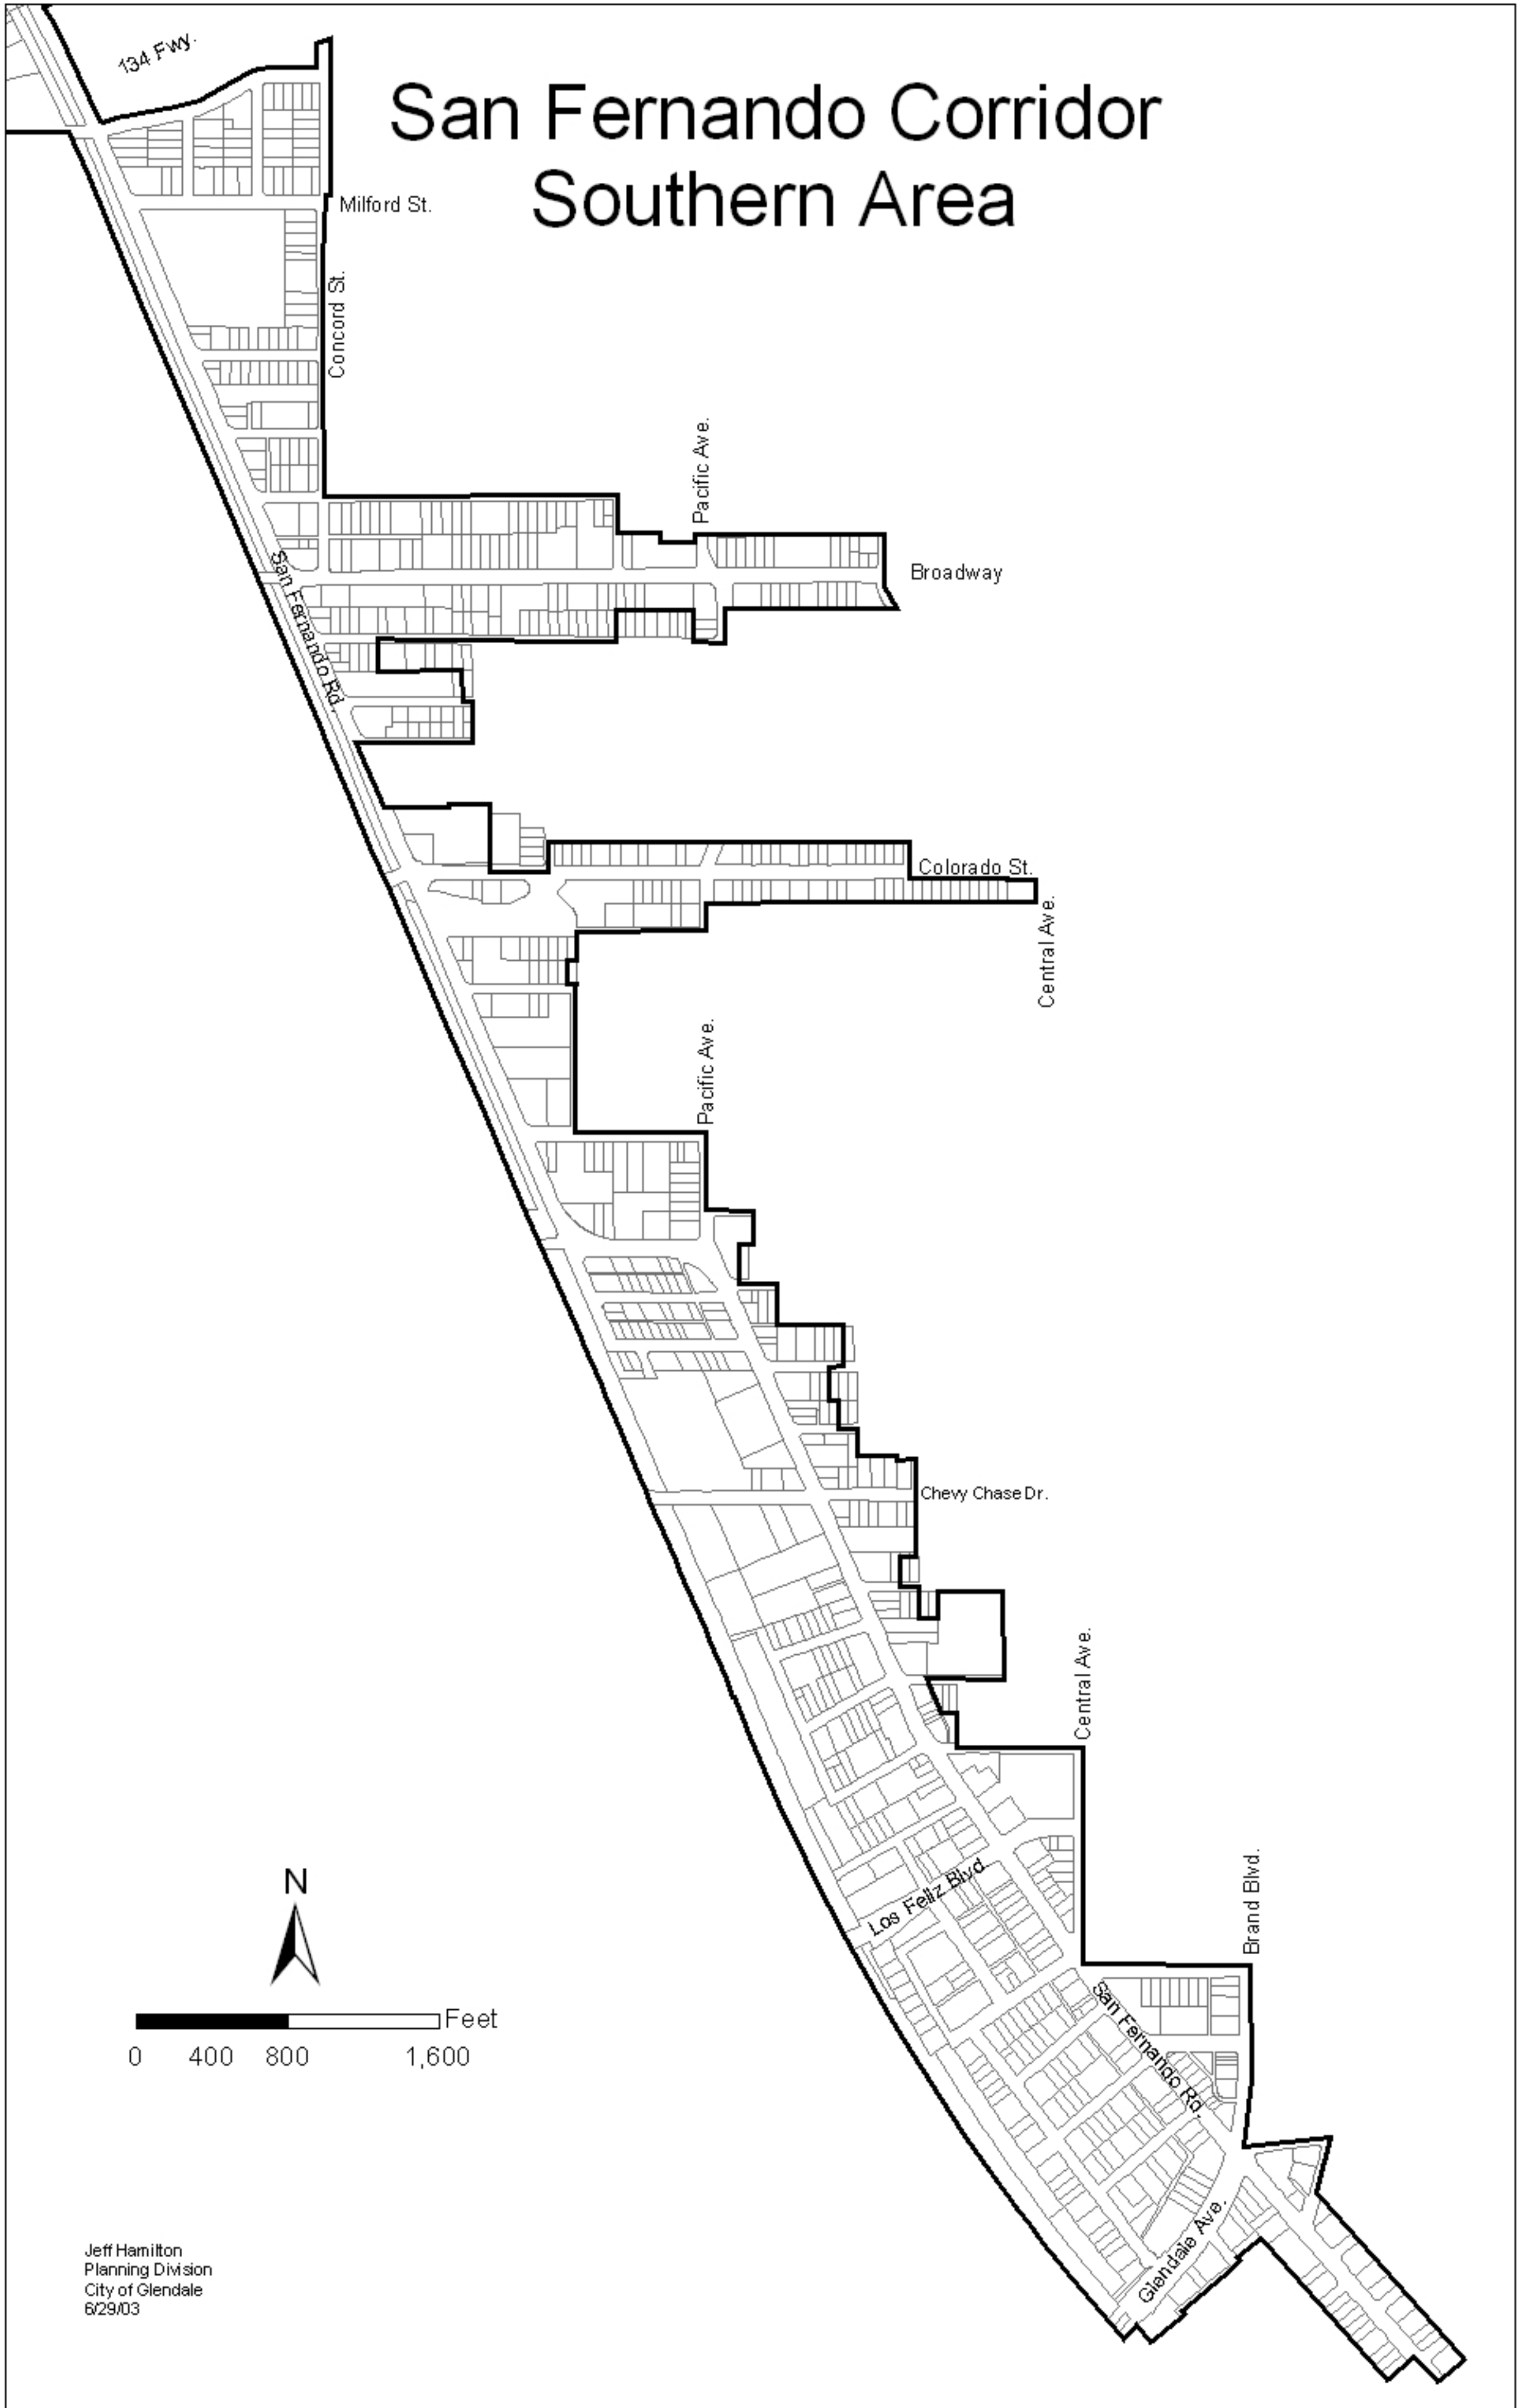 134 Fwy.
San Fernando Corridor
Southern Area
Milford St.
Concord St.
Pacific Ave.
Broadway
San Fernando Rd.
Colorado St.
Central Ave.
Pacific Ave.
Chevy Chase Dr.
Central Ave.
Los Feliz Blvd.
Brand Blvd.
N
San Fernando Rd.
Feet
0 400 800 1,600
Glendale Ave.
Jeff Hamilton
Planning Division
City of Glendale
6/29/03